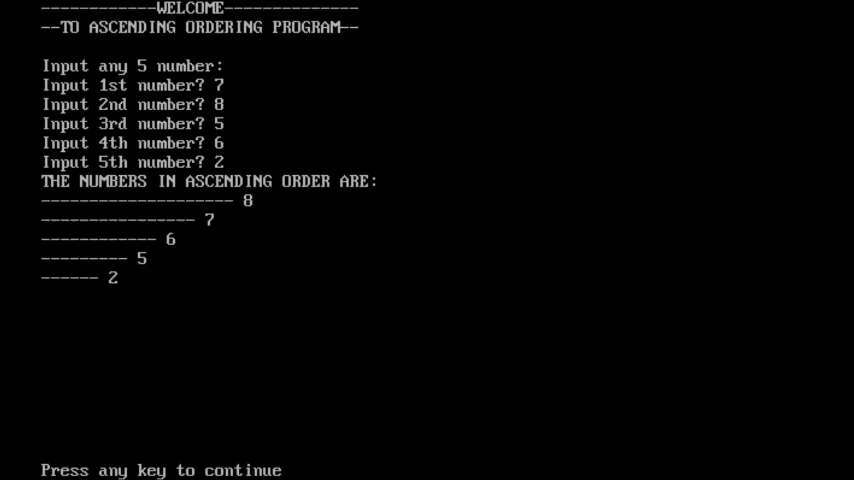 ------------WELCOME--------------
--TO ASCENDING ORDERING PROGRAM--
Input any 5 number:
Input 1st number? 7
Input 2nd number? 8
Input 3rd number? 5
Input 4th number? 6
Input 5th number? 2
THE NUMBERS IN ASCENDING ORDER ARE:
-------------------- 8
---------------- 7
------------ 6
--------- 5
------ 2
Press any key to continue